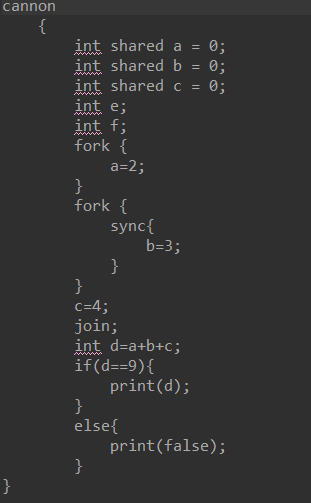 cannon
{
int shared a = 0;
int shared b = 0;
int shared c = 0;
int e;
int f;
fork {
a=2;
}
fork {
sync{
b=3;
}
}
c=4;
join;
int d=a+b+c;
if(d==9){
print(d);
}
else{
print(false);
}
}